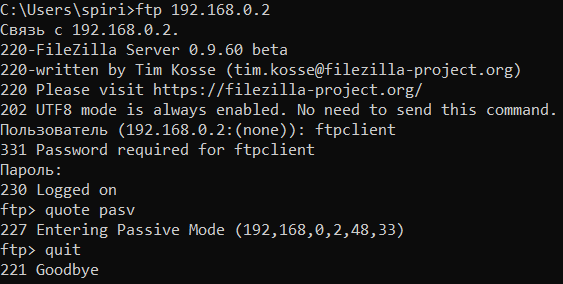 C:\Users\spiri>ftp 192.168.0.2
Связь с 192.168.0.2.
220-FileZilla Server 0.9.60 beta
220-written by Tim Kosse (tim.kosse@filezilla-project.org)
220 Please visit https://filezilla-project.org/
202 UTF8 mode is always enabled. No need to send this command.
Пользователь (192.168.0.2:(none)): ftpclient
331 Password required for ftpclient
Пароль:
230 Logged on
ftp> quote pasv
227 Entering Passive Mode (192,168,0,2,48,33)
ftp> quit
221 Goodbye